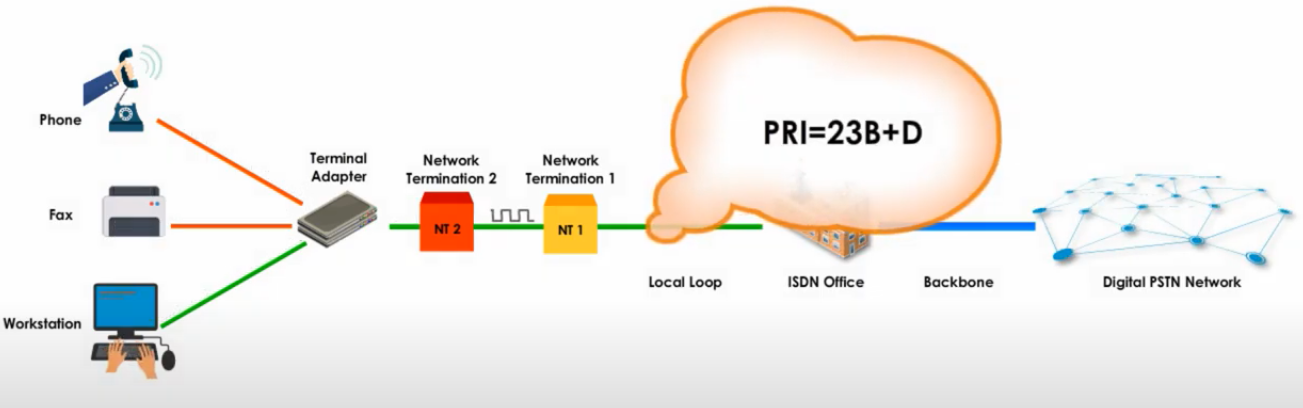 PRI=23B+D
Phone
Terminal
Adapter
Network
Termination 2
Network
Termination 1
Fax
NT 2
NT 1
Local Loop
ISDN Office
Backbone
Digital PSTN Network
Workstation